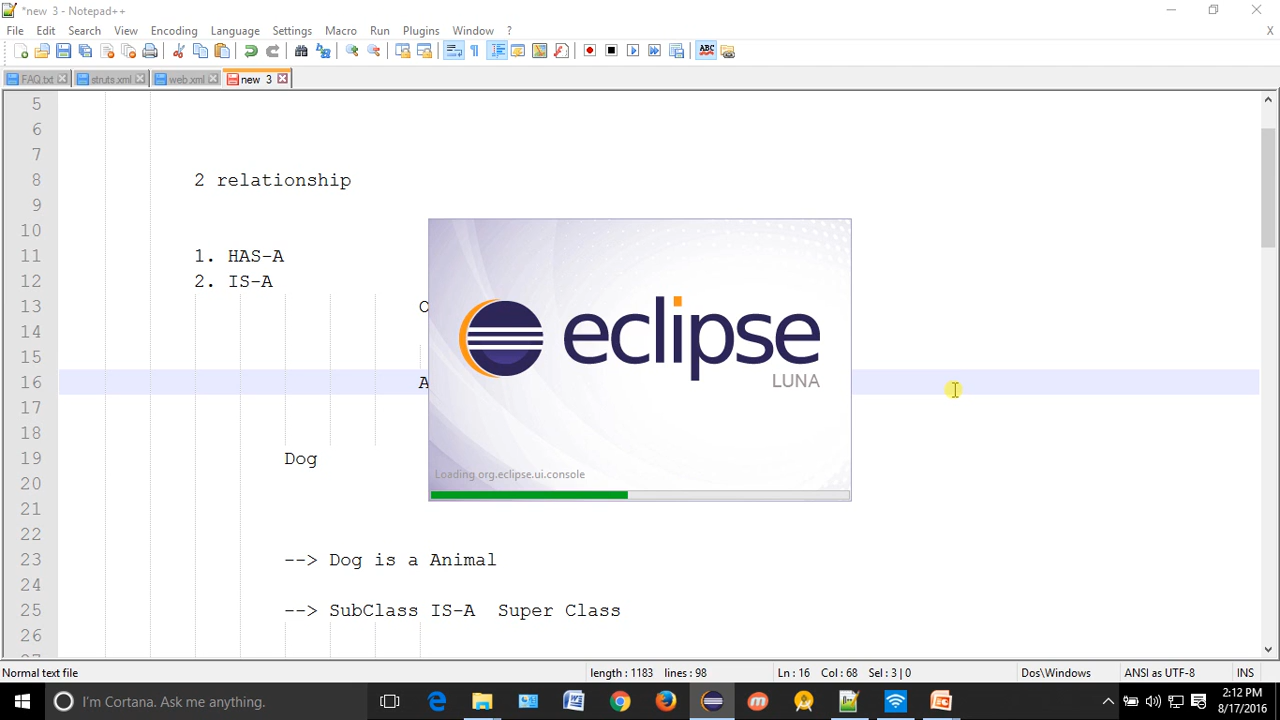 *new  3 - Notepad++
File Edit Search View Encoding Language Settings Macro Run Plugins Window ? X
ABC
FAQ.txt struts.xml web.xml new  3
5
6
7
8 2 relationship
9
10
11 1. HAS-A
12 2. IS-A
13 O
14
15
16 A
17
18
19 Dog
20
21
22
23 --> Dog is a Animal
24
25 --> SubClass IS-A  Super Class
26
27
eclipse
LUNA
Loading org.eclipse.ui.console
Normal text file length : 1183 lines : 98 Ln : 16 Col : 68 Sel : 3 | 0 Dos\Windows ANSI as UTF-8 INS
I'm Cortana. Ask me anything. 2:12 PM
8/17/2016